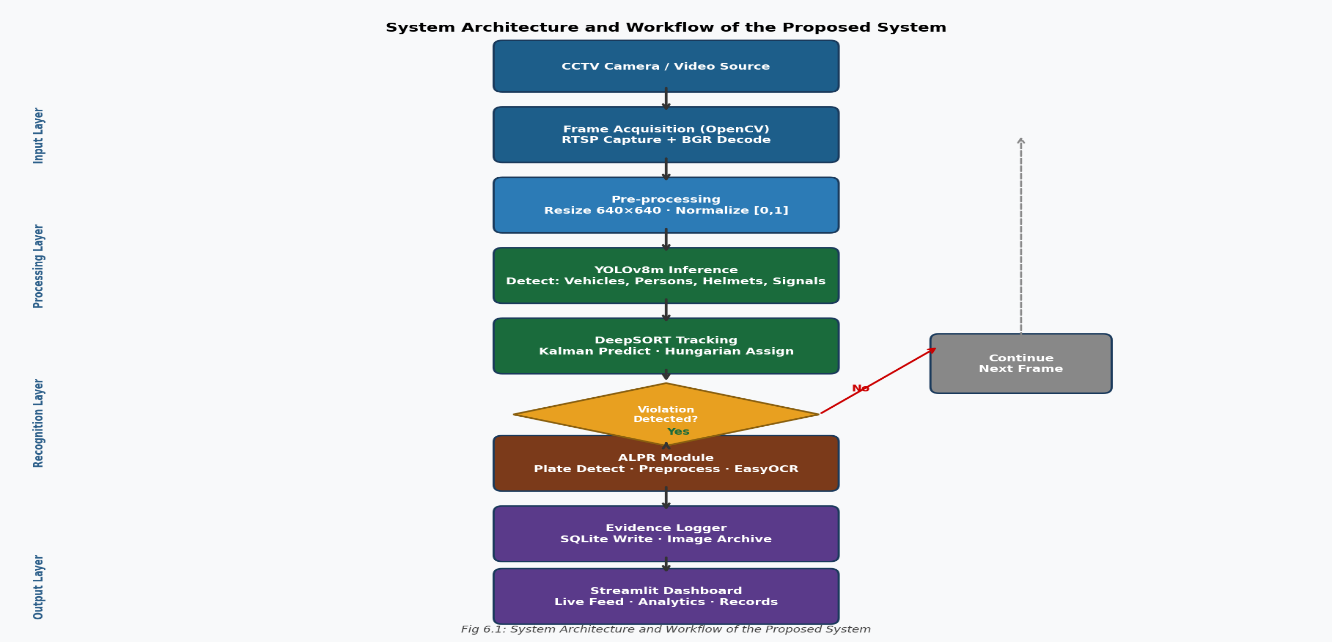 System Architecture and Workflow of the Proposed System
CCTV Camera / Video Source
Input Layer
Frame Acquisition (OpenCV)
RTSP Capture + BGR Decode
Pre-processing
Resize 640×640 · Normalize [0,1]
Processing Layer
YOLOv8m Inference
Detect: Vehicles, Persons, Helmets, Signals
DeepSORT Tracking
Kalman Predict · Hungarian Assign
Continue
Next Frame
No
Recognition Layer
Violation
Detected?
Yes
ALPR Module
Plate Detect · Preprocess · EasyOCR
Evidence Logger
SQLite Write · Image Archive
Output Layer
Streamlit Dashboard
Live Feed · Analytics · Records
Fig 6.1: System Architecture and Workflow of the Proposed System